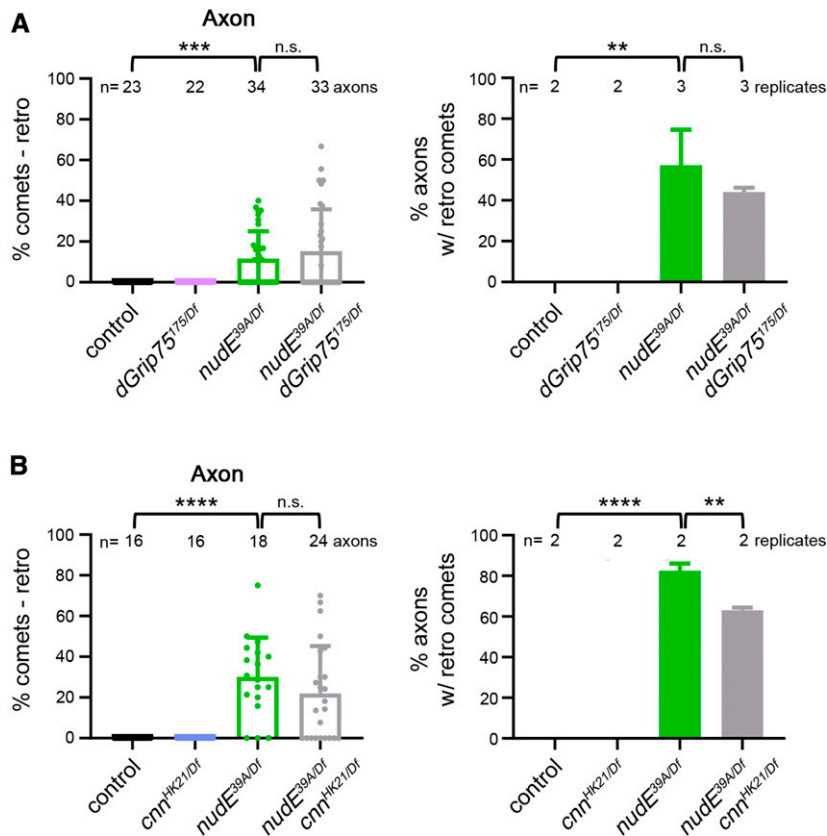 A
Axon
*** n.s.
n= 23 22 34 33 axons
% comets - retro
100
80
60
40
20
0
control
dGrip75175/Df
nudE39A/Df
nudE39A/Df
dGrip75175/Df
** n.s.
n= 2 2 3 3 replicates
% axons
w/ retro comets
100
80
60
40
20
0
control
dGrip75175/Df
nudE39A/Df
nudE39A/Df
dGrip75175/Df
B
Axon
**** n.s.
n= 16 16 18 24 axons
% comets - retro
100
80
60
40
20
0
control
cnnHK21/Df
nudE39A/Df
nudE39A/Df
cnnHK21/Df
**** **
n= 2 2 2 2 replicates
% axons
w/ retro comets
100
80
60
40
20
0
control
cnnHK21/Df
nudE39A/Df
nudE39A/Df
cnnHK21/Df